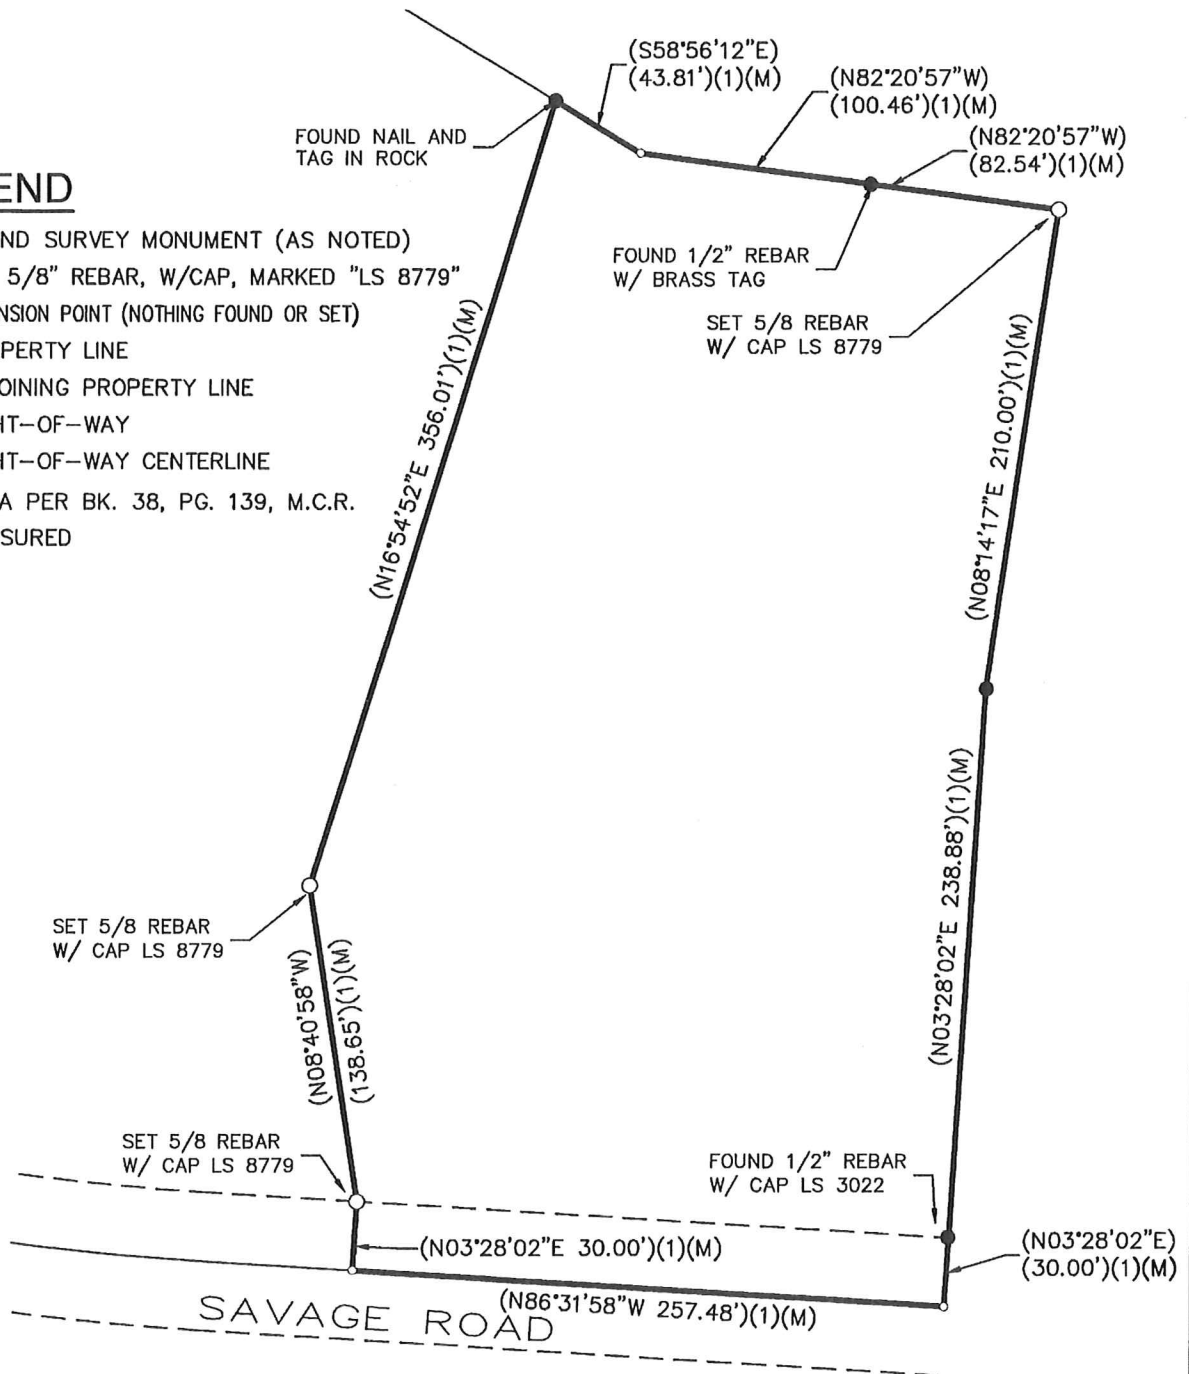 (S58°56'12"E)
(43.81')(1)(M)
(N82°20'57"W)
(100.46')(1)(M)
(N82°20'57"W)
(82.54')(1)(M)
FOUND NAIL AND
TAG IN ROCK
END
ND SURVEY MONUMENT (AS NOTED)
5/8" REBAR, W/CAP, MARKED "LS 8779"
NSION POINT (NOTHING FOUND OR SET)
PERTY LINE
OINING PROPERTY LINE
HT-OF-WAY
HT-OF-WAY CENTERLINE
A PER BK. 38, PG. 139, M.C.R.
SURED
FOUND 1/2" REBAR
W/ BRASS TAG
SET 5/8 REBAR
W/ CAP LS 8779
(N16°54'52"E 356.01')(1)(M)
(N08°14'17"E 210.00')(1)(M)
(N03°28'02"E 238.88')(1)(M)
SET 5/8 REBAR
W/ CAP LS 8779
(N08°40'58"W)
(138.65')(1)(M)
SET 5/8 REBAR
W/ CAP LS 8779
FOUND 1/2" REBAR
W/ CAP LS 3022
(N03°28'02"E 30.00')(1)(M)
(N03°28'02"E)
(30.00')(1)(M)
(N86°31'58"W 257.48')(1)(M)
SAVAGE ROAD